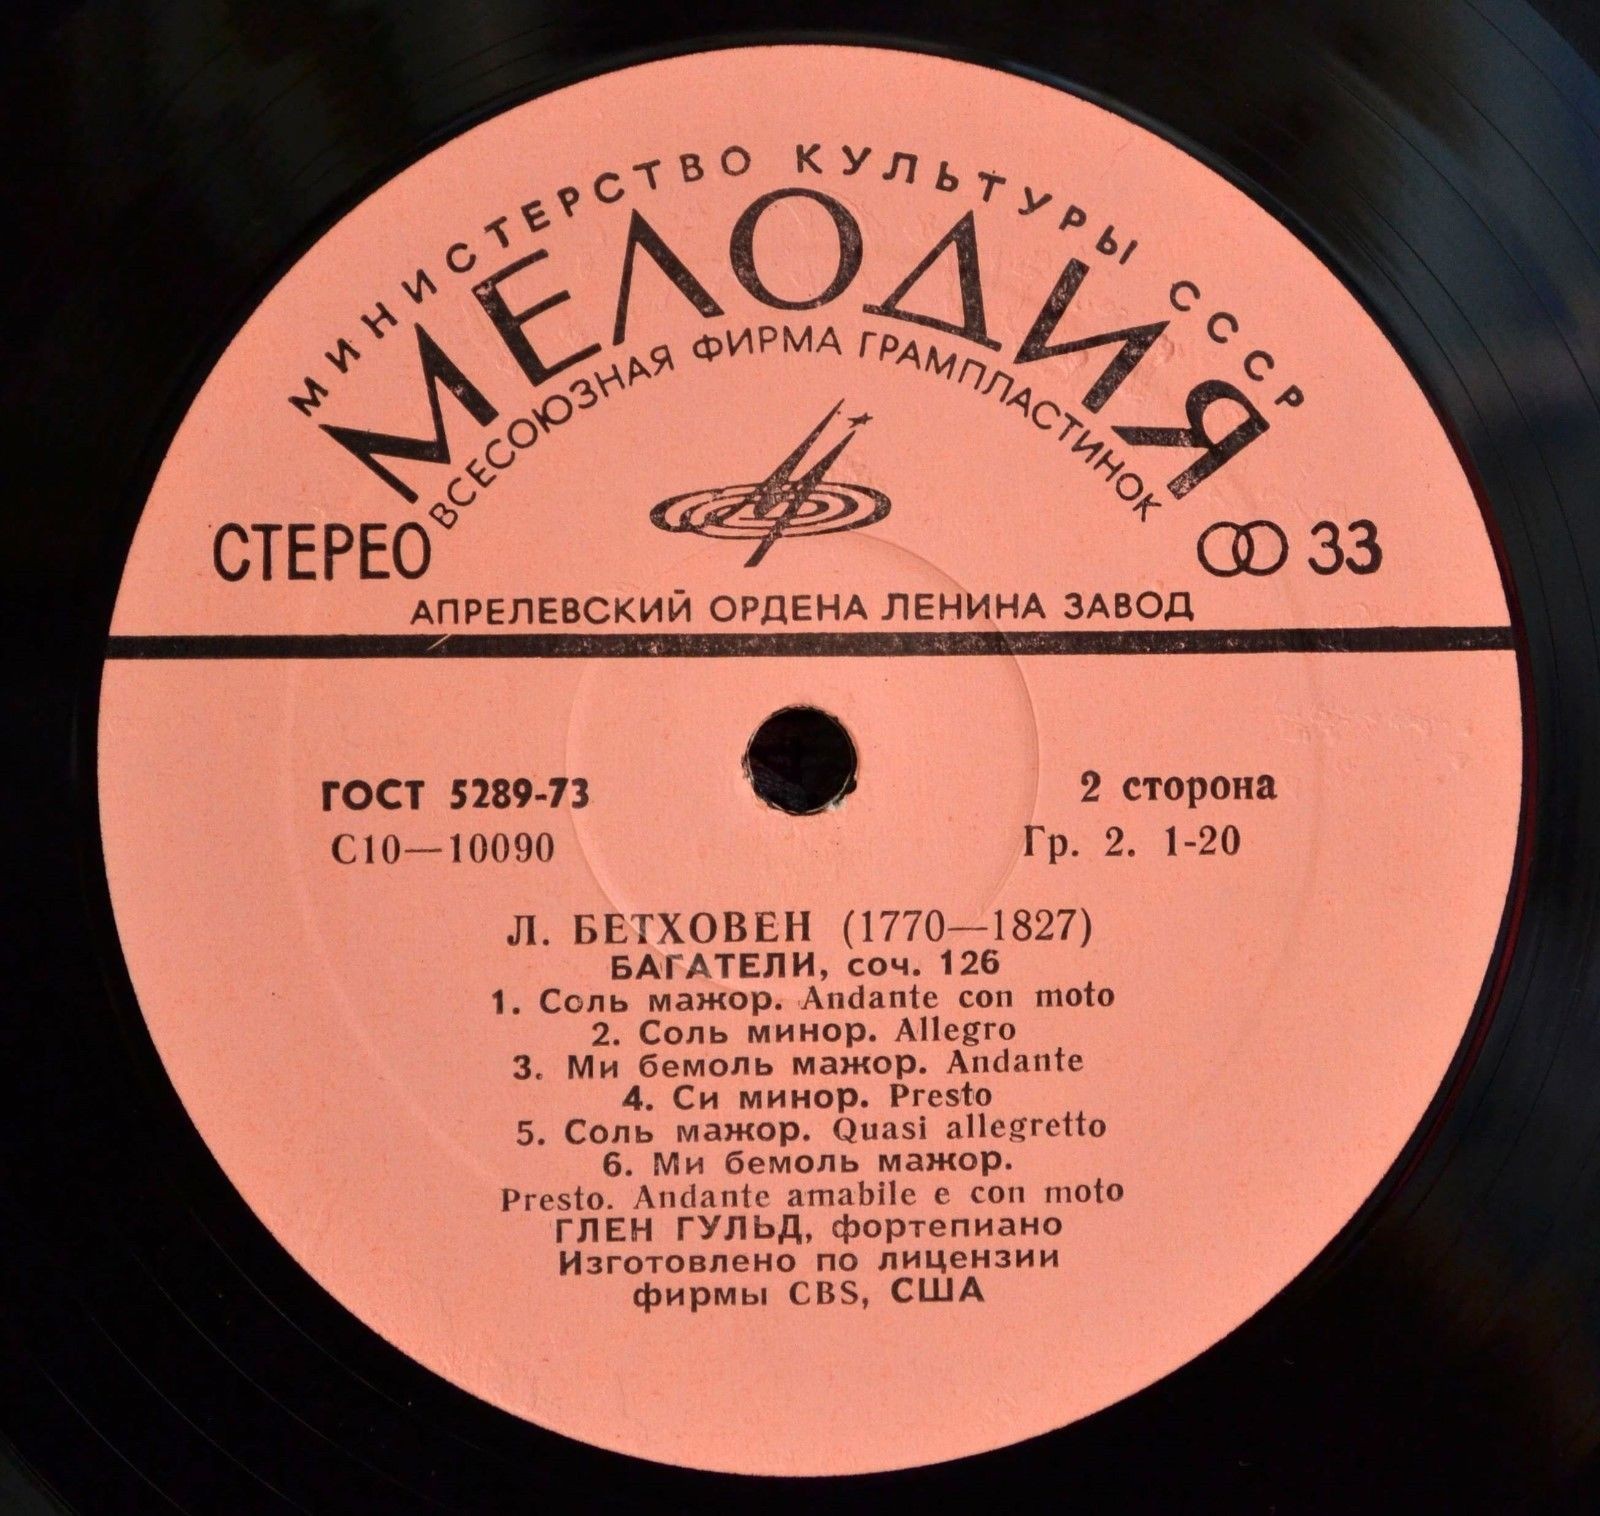 МИНИСТЕРСТВО КУЛЬТУРЫ СССР
МЕЛОДИЯ
ВСЕСОЮЗНАЯ ФИРМА ГРАМПЛАСТИНОК
СТЕРЕО
33
АПРЕЛЕВСКИЙ ОРДЕНА ЛЕНИНА ЗАВОД
ГОСТ 5289-73
С10—10090
2 сторона
Гр. 2. 1-20
Л. БЕТХОВЕН (1770—1827)
БАГАТЕЛИ, соч. 126
1. Соль мажор. Andante con moto
2. Соль минор. Allegro
3. Ми бемоль мажор. Andante
4. Си минор. Presto
5. Соль мажор. Quasi allegretto
6. Ми бемоль мажор.
Presto. Andante amabile e con moto
ГЛЕН ГУЛЬД, фортепиано
Изготовлено по лицензии
фирмы CBS, США